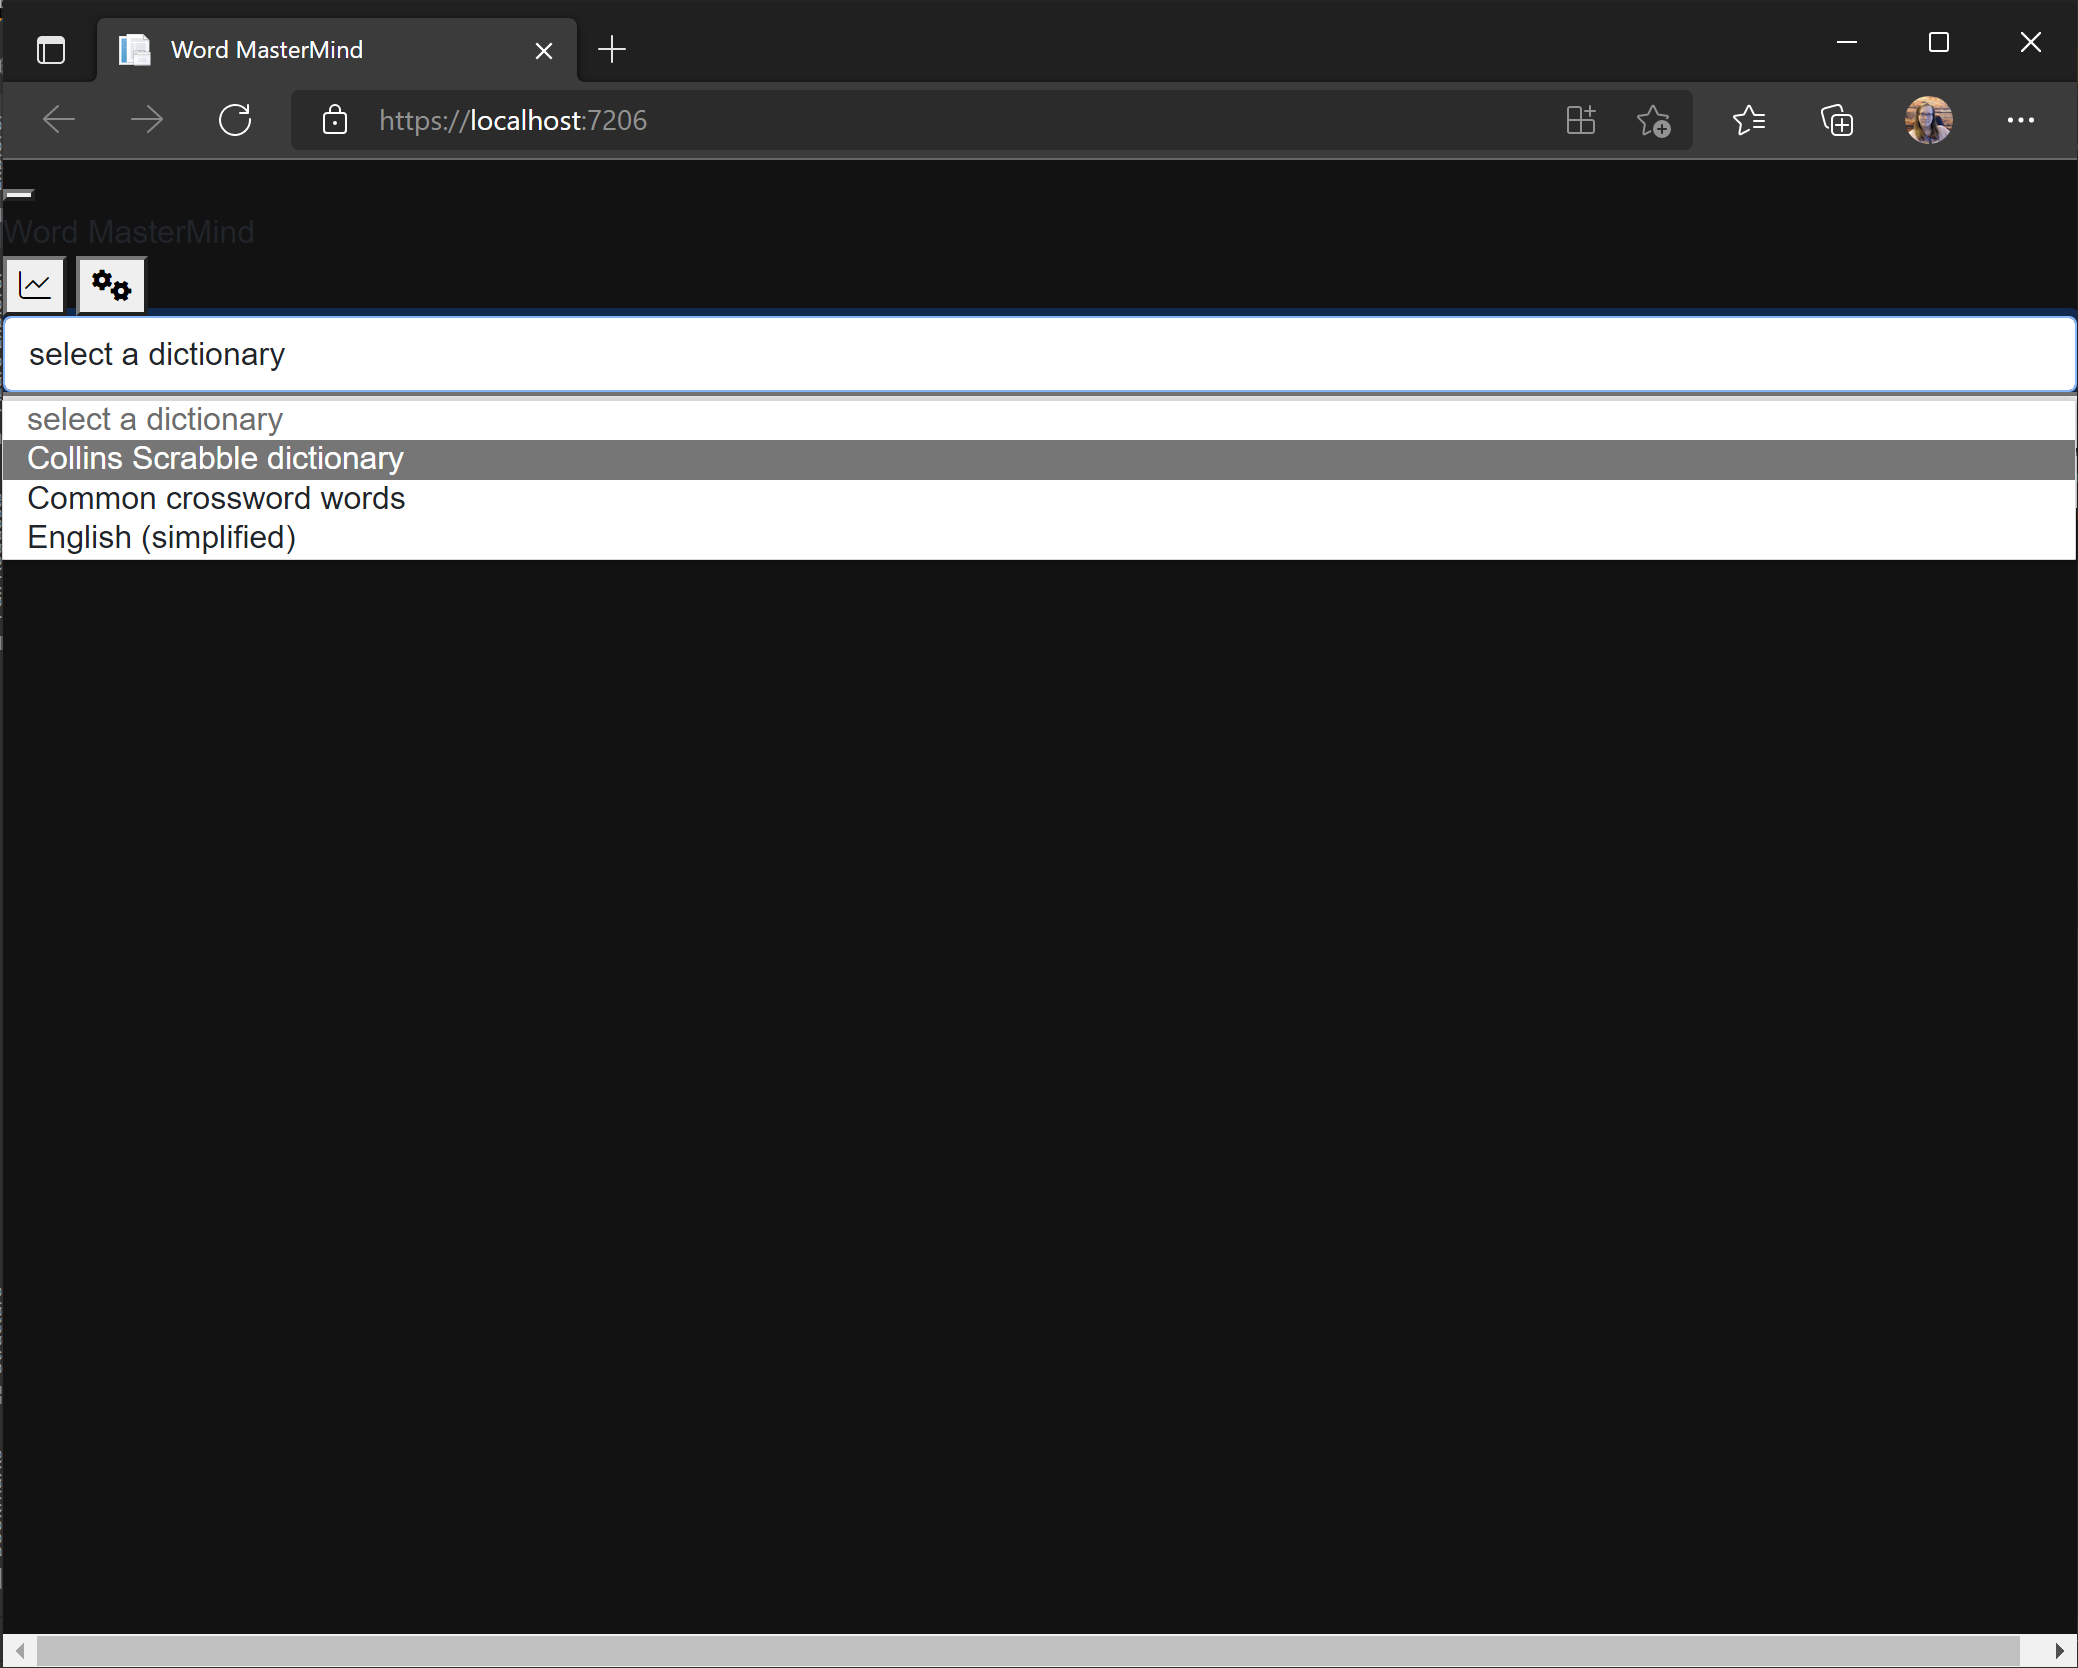 Word MasterMind
https://localhost:7206
Word MasterMind
select a dictionary
select a dictionary
Collins Scrabble dictionary
Common crossword words
English (simplified)